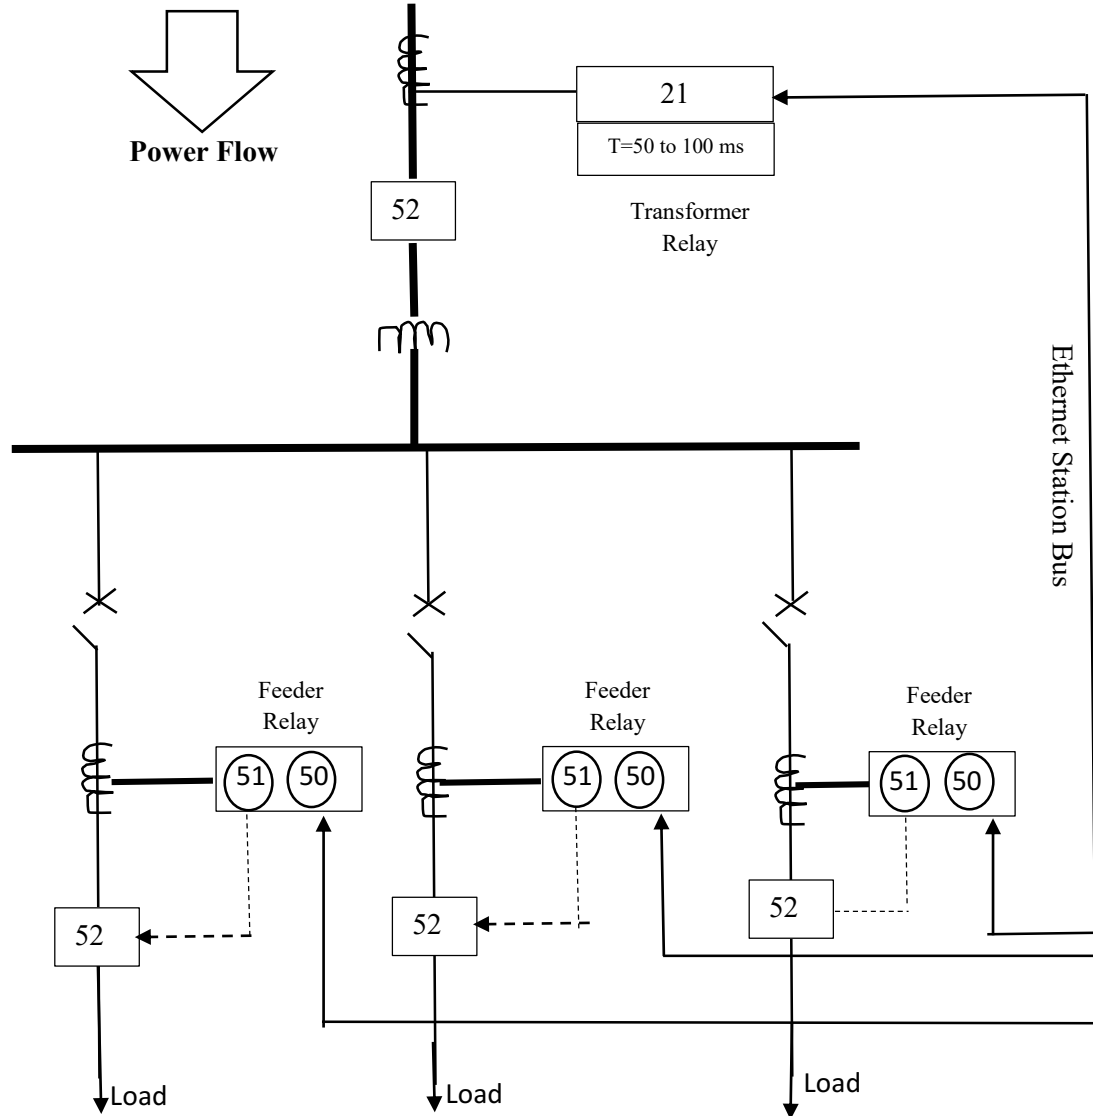 21
Power Flow
T=50 to 100 ms
52
Transformer
Relay
Ethernet Station Bus
Feeder
Relay
51 50
52
Load
Feeder
Relay
51 50
52
Load
Feeder
Relay
51 50
52
Load